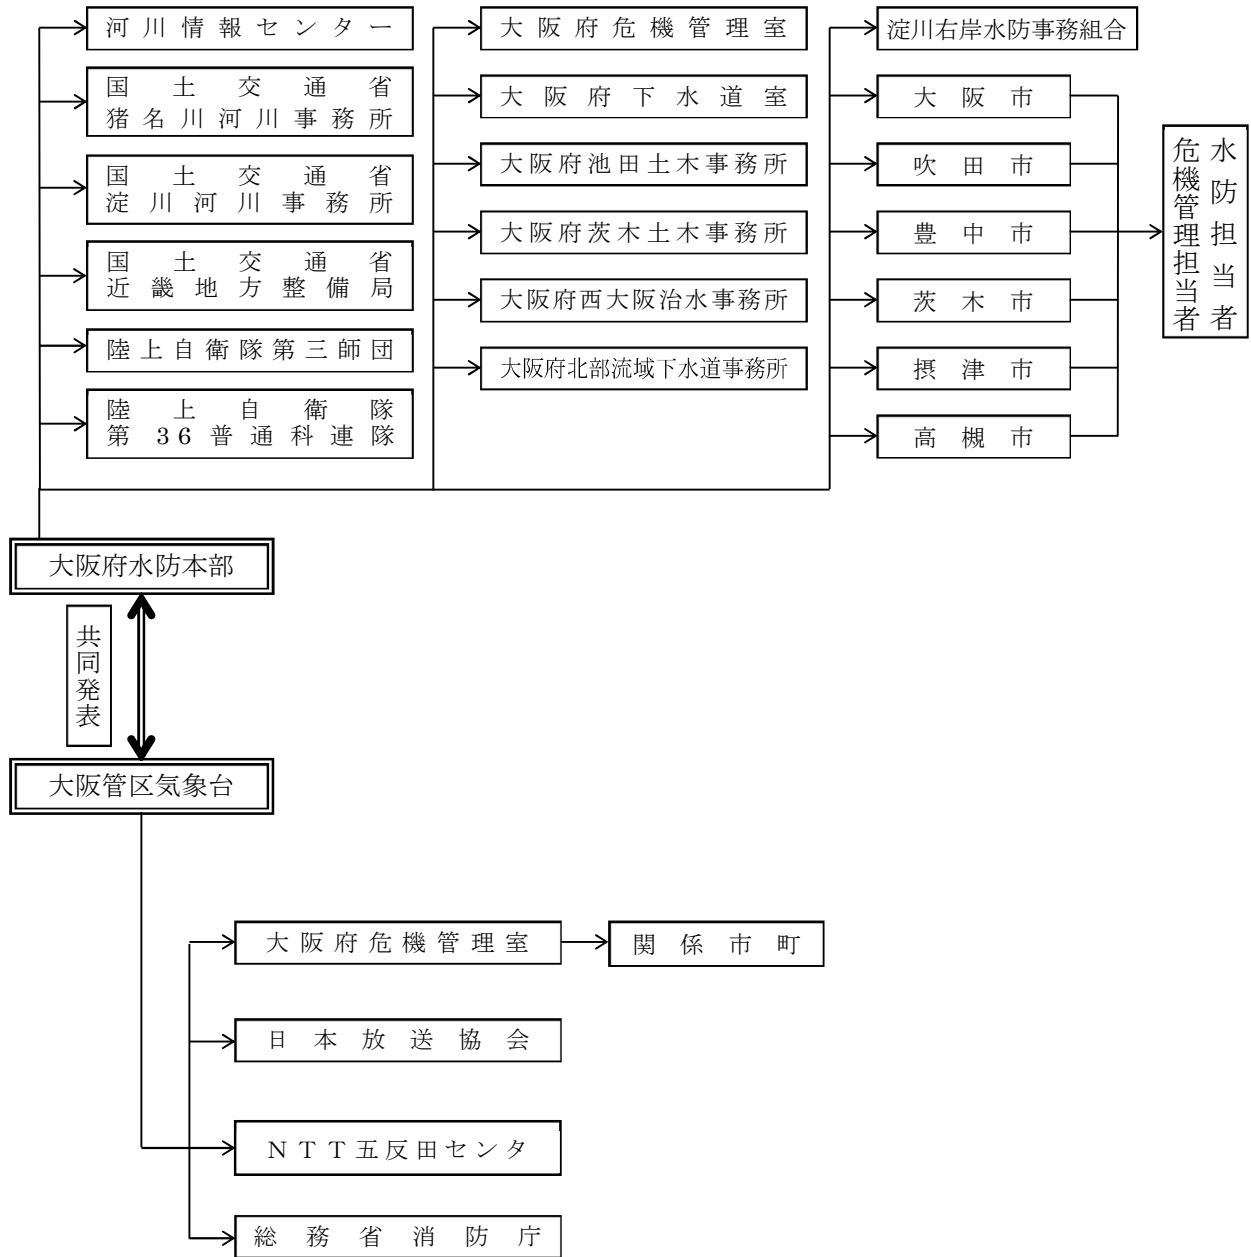 河川情報センター
国土交通省
猪名川河川事務所
国土交通省
淀川河川事務所
国土交通省
近畿地方整備局
陸上自衛隊第三師団
陸上自衛隊
第36普通科連隊
大阪府危機管理室
大阪府下水道室
大阪府池田土木事務所
大阪府茨木土木事務所
大阪府西大阪治水事務所
大阪府北部流域下水道事務所
淀川右岸水防事務組合
大阪市
吹田市
豊中市
茨木市
摂津市
高槻市
水防担当者
危機管理担当者
大阪府水防本部
共同発表
大阪管区気象台
大阪府危機管理室
関係市町
日本放送協会
NTT五反田センタ
総務省消防庁